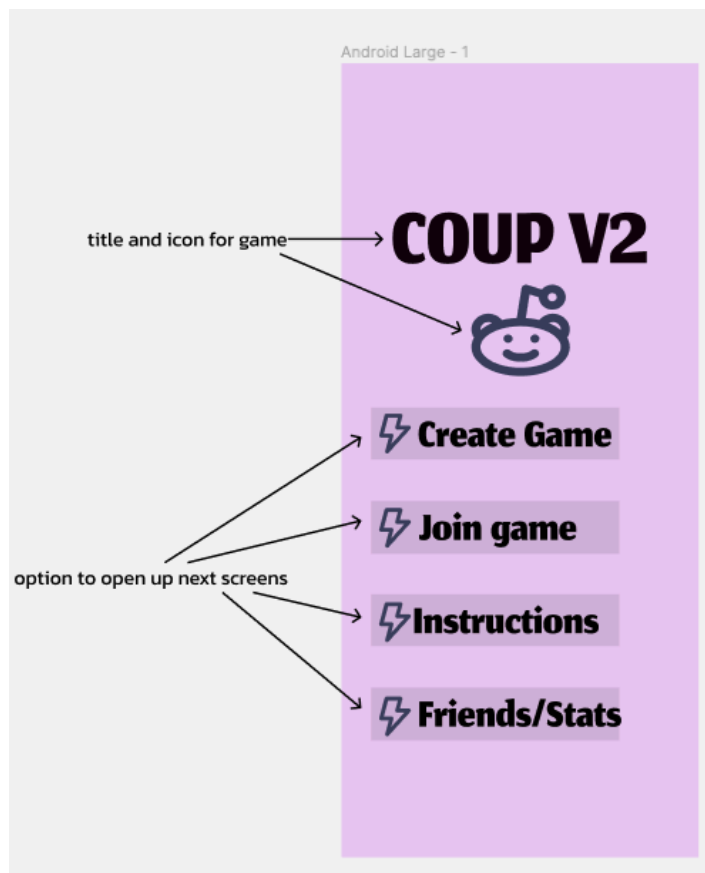 Android Large - 1
title and icon for game
COUP V2
Create Game
Join game
option to open up next screens
Instructions
Friends/Stats